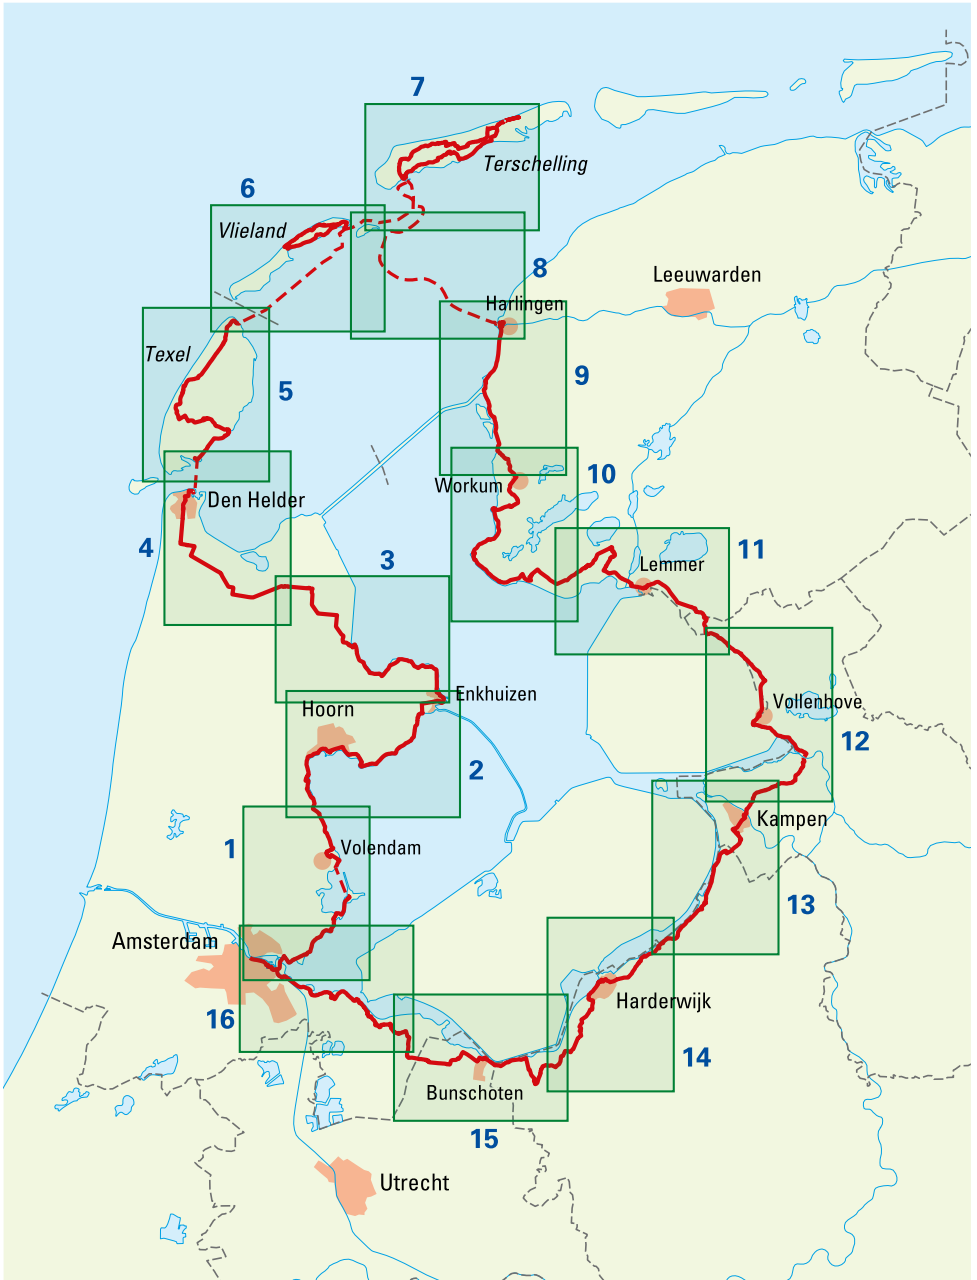 7
Terschelling
6
Vlieland
8
Leeuwarden
Harlingen
Texel
5
9
Workum
10
Den Helder
4
3
11
Lemmer
Enkhuizen
Hoorn
Vollenhove
12
2
1
Volendam
Kampen
13
Amsterdam
16
Harderwijk
14
Bunschoten
15
Utrecht